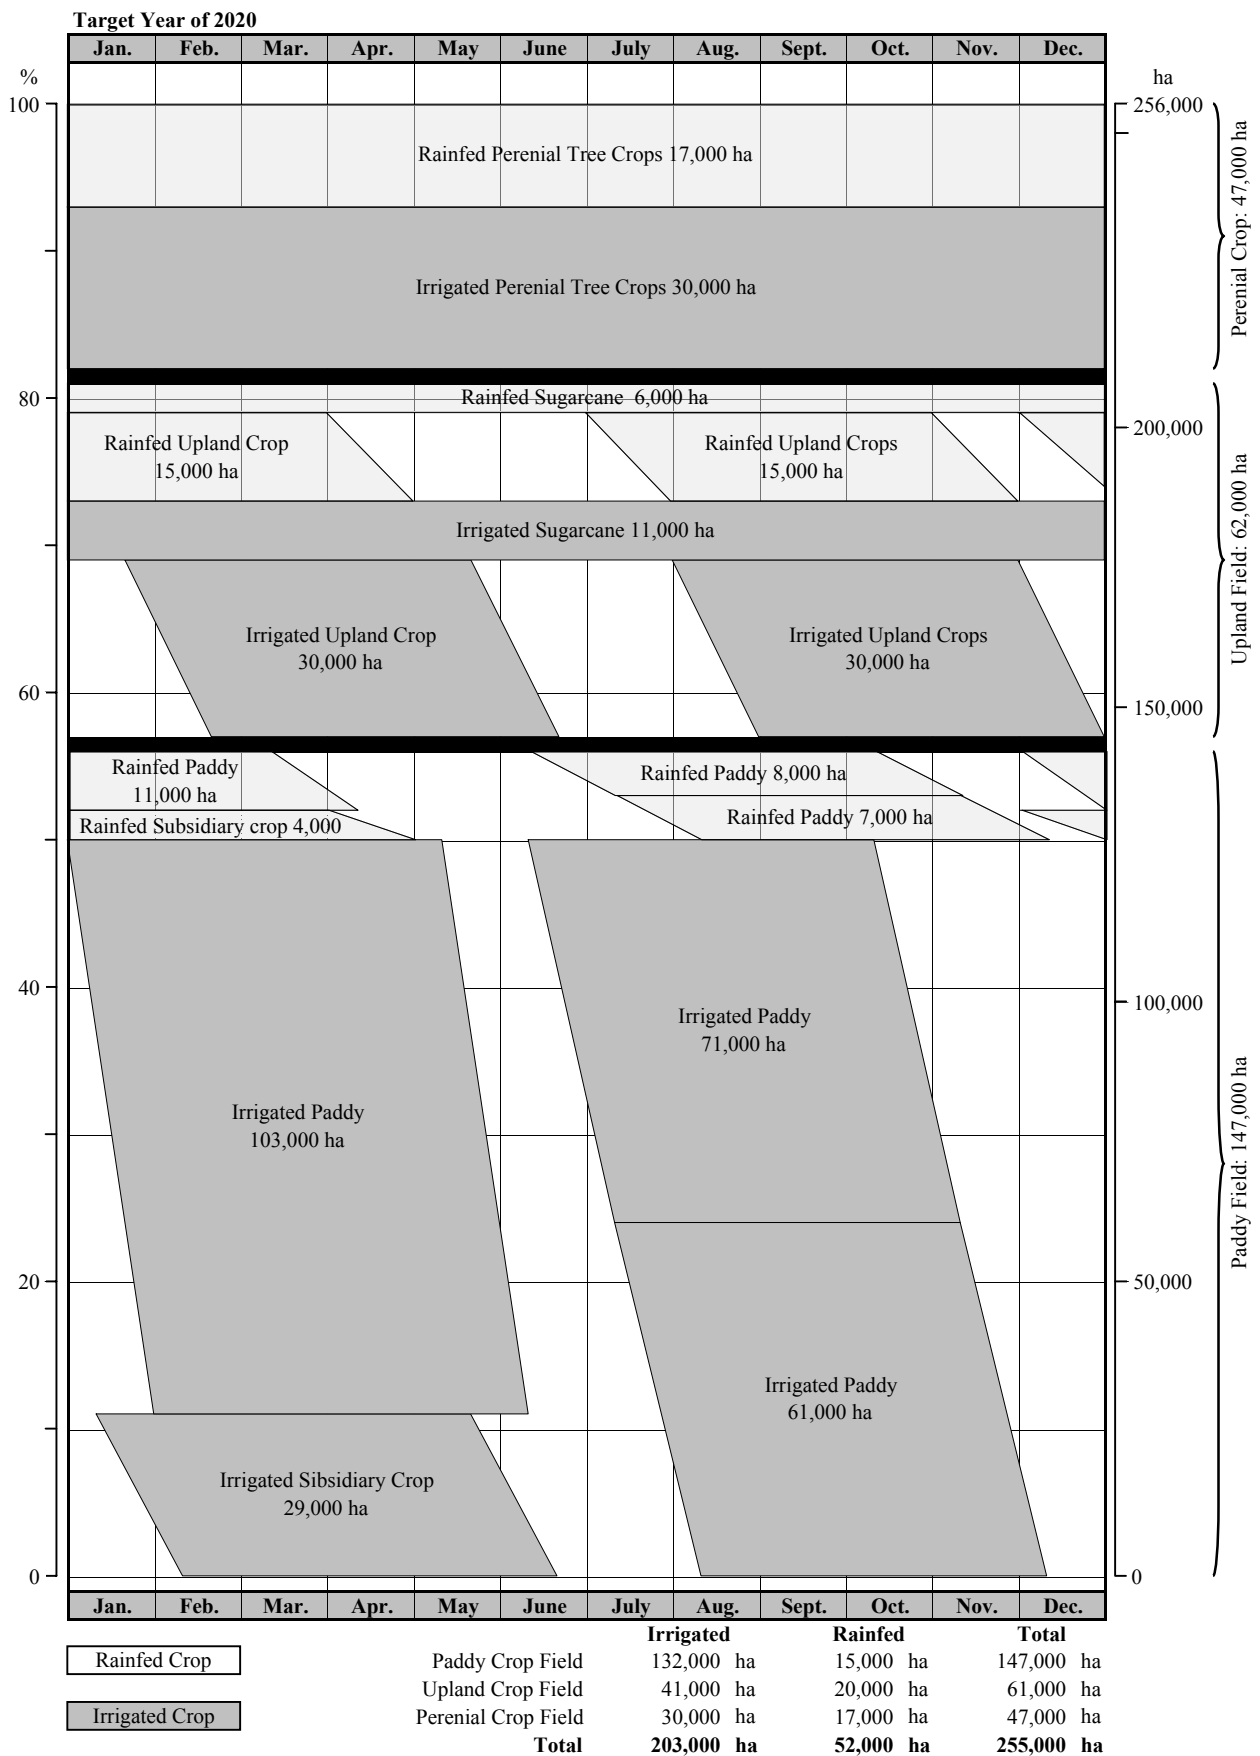 Target Year of 2020
Jan. Feb. Mar. Apr. May June July Aug. Sept. Oct. Nov. Dec.
% ha
100 256,000
Rainfed Perenial Tree Crops 17,000 ha
Perenial Crop: 47,000 ha
Irrigated Perenial Tree Crops 30,000 ha
80
Rainfed Sugarcane 6,000 ha
200,000
Rainfed Upland Crop Rainfed Upland Crops
15,000 ha 15,000 ha
Irrigated Sugarcane 11,000 ha
Upland Field: 62,000 ha
Irrigated Upland Crop Irrigated Upland Crops
30,000 ha 30,000 ha
60
150,000
Rainfed Paddy Rainfed Paddy 8,000 ha
11,000 ha
Rainfed Subsidiary crop 4,000 Rainfed Paddy 7,000 ha
40
100,000
Irrigated Paddy
71,000 ha
Irrigated Paddy
103,000 ha
Paddy Field: 147,000 ha
20 50,000
Irrigated Paddy
61,000 ha
Irrigated Sibsidiary Crop
29,000 ha
0 0
Jan. Feb. Mar. Apr. May June July Aug. Sept. Oct. Nov. Dec.
Irrigated Rainfed Total
Rainfed Crop Paddy Crop Field 132,000 ha 15,000 ha 147,000 ha
Upland Crop Field 41,000 ha 20,000 ha 61,000 ha
Irrigated Crop Perenial Crop Field 30,000 ha 17,000 ha 47,000 ha
Total 203,000 ha 52,000 ha 255,000 ha